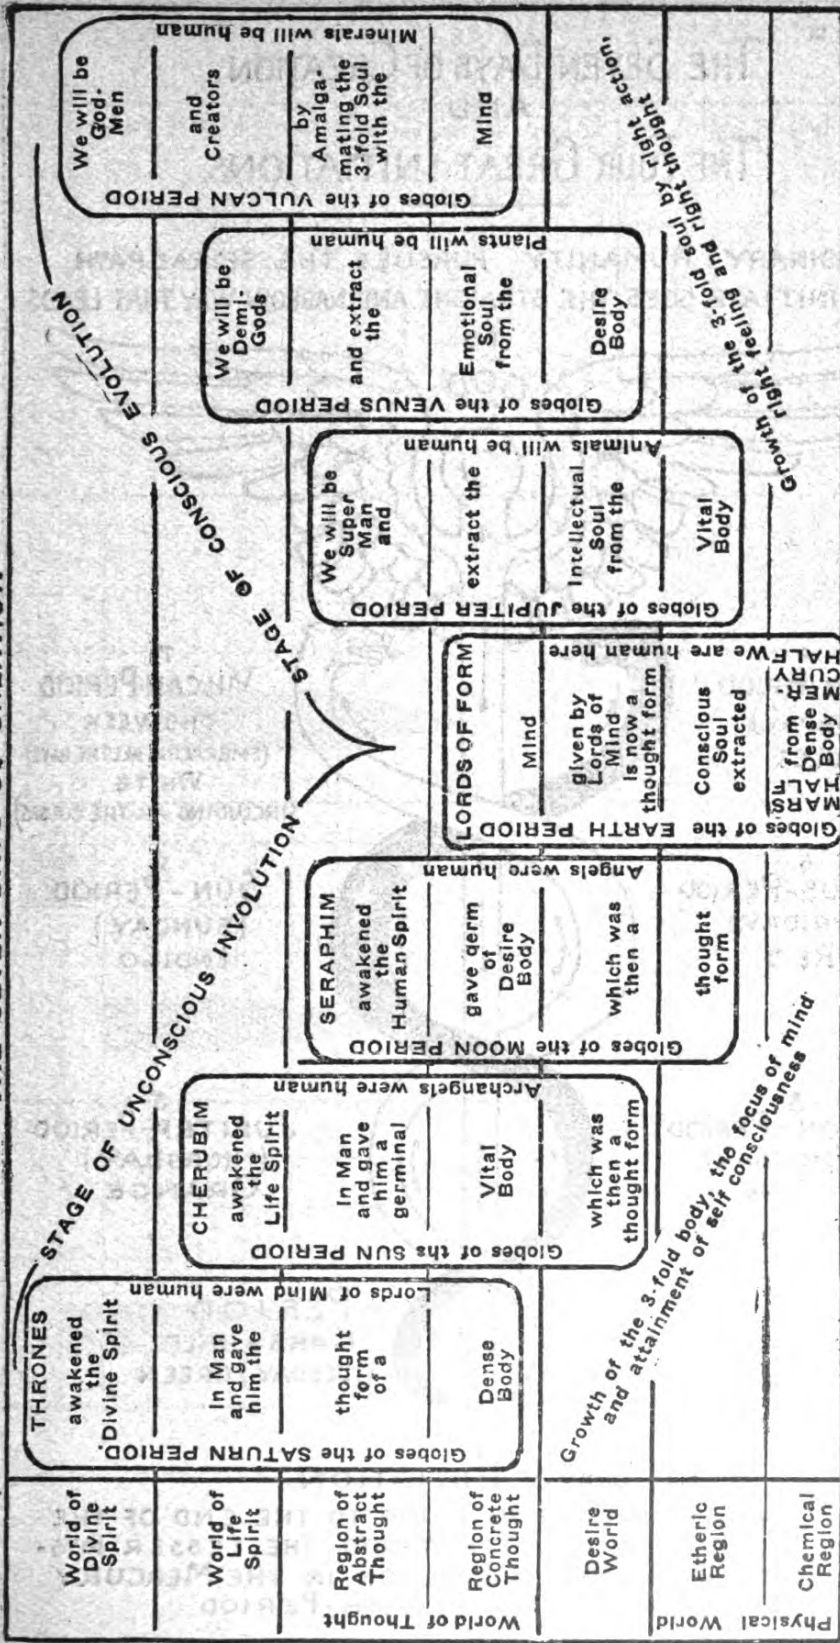 World of
Divine
Spirit
World of
Life
Spirit
Region of
Abstract
Thought
Region of
Concrete
Thought
World of Thought
Desire
World
Etheric
Region
Chemical
Region
Physical World
STAGE OF UNCONSCIOUS INVOLUTION
STAGE OF CONSCIOUS EVOLUTION
THRONES
awakened
the
Divine Spirit
In Man
and gave
him the
thought
form
of a
Dense
Body
Globes of the SATURN PERIOD.
Lords of Mind were human
CHERUBIM
awakened
the
Life Spirit
In Man
and gave
him a
germinal
Vital
Body
which was
then a
thought form
Globes of ths SUN PERIOD
Archangels were human
SERAPHIM
awakened
the
Human Spirit
gave germ
of
Desire
Body
which was
then a
thought
form
Globes of the MOON PERIOD
Angels were human
LORDS OF FORM
Mind
given by
Lords of
Mind
is now a
thought form
Conscious
Soul
extracted
from
Dense
Body
MARS
HALF
MER
CURY
HALF
Globes of the EARTH PERIOD
We are human here
We will be
Super
Man
and
extract the
Intellectual
Soul
from the
Vital
Body
Globes of the JUPITER PERIOD
Animals will be human
We will be
Demi-
Gods
and extract
the
Emotional
Soul
from the
Desire
Body
Globes of the VENUS PERIOD
Plants will be human
We will be
God-
Men
and
Creators
by
Amalga-
mating the
3-fold Soul
with the
Mind
Globes of the VULCAN PERIOD
Minerals will be human
Growth of the 3-fold body, the focus of mind
and attainment of self consciousness
Growth of the 3-fold soul by right action,
right feeling and right thought